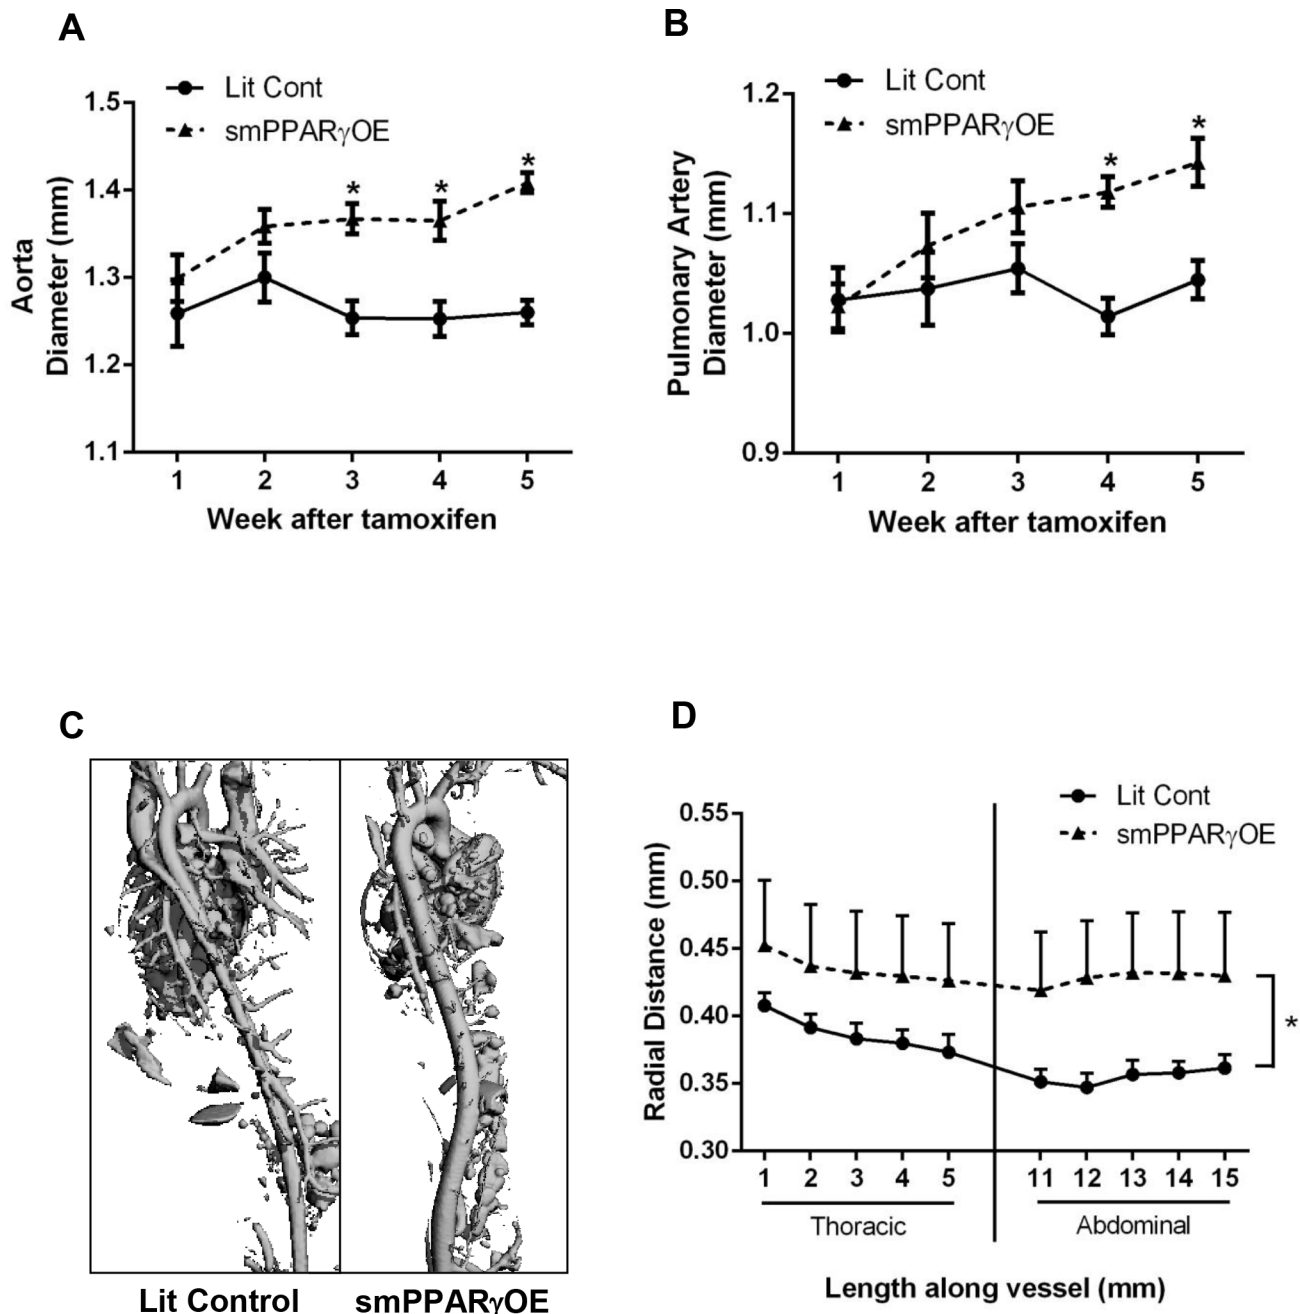 A
Lit Cont
smPPARγOE
1.5
1.4
1.3
1.2
1.1
Aorta
Diameter (mm)
* * *
1 2 3 4 5
Week after tamoxifen
B
Lit Cont
smPPARγOE
1.2
1.1
1.0
0.9
Pulmonary Artery
Diameter (mm)
* *
1 2 3 4 5
Week after tamoxifen
C
Lit Control smPPARγOE
D
Lit Cont
smPPARγOE
0.55
0.50
0.45
0.40
0.35
0.30
Radial Distance (mm)
*
1 2 3 4 5 11 12 13 14 15
Thoracic Abdominal
Length along vessel (mm)